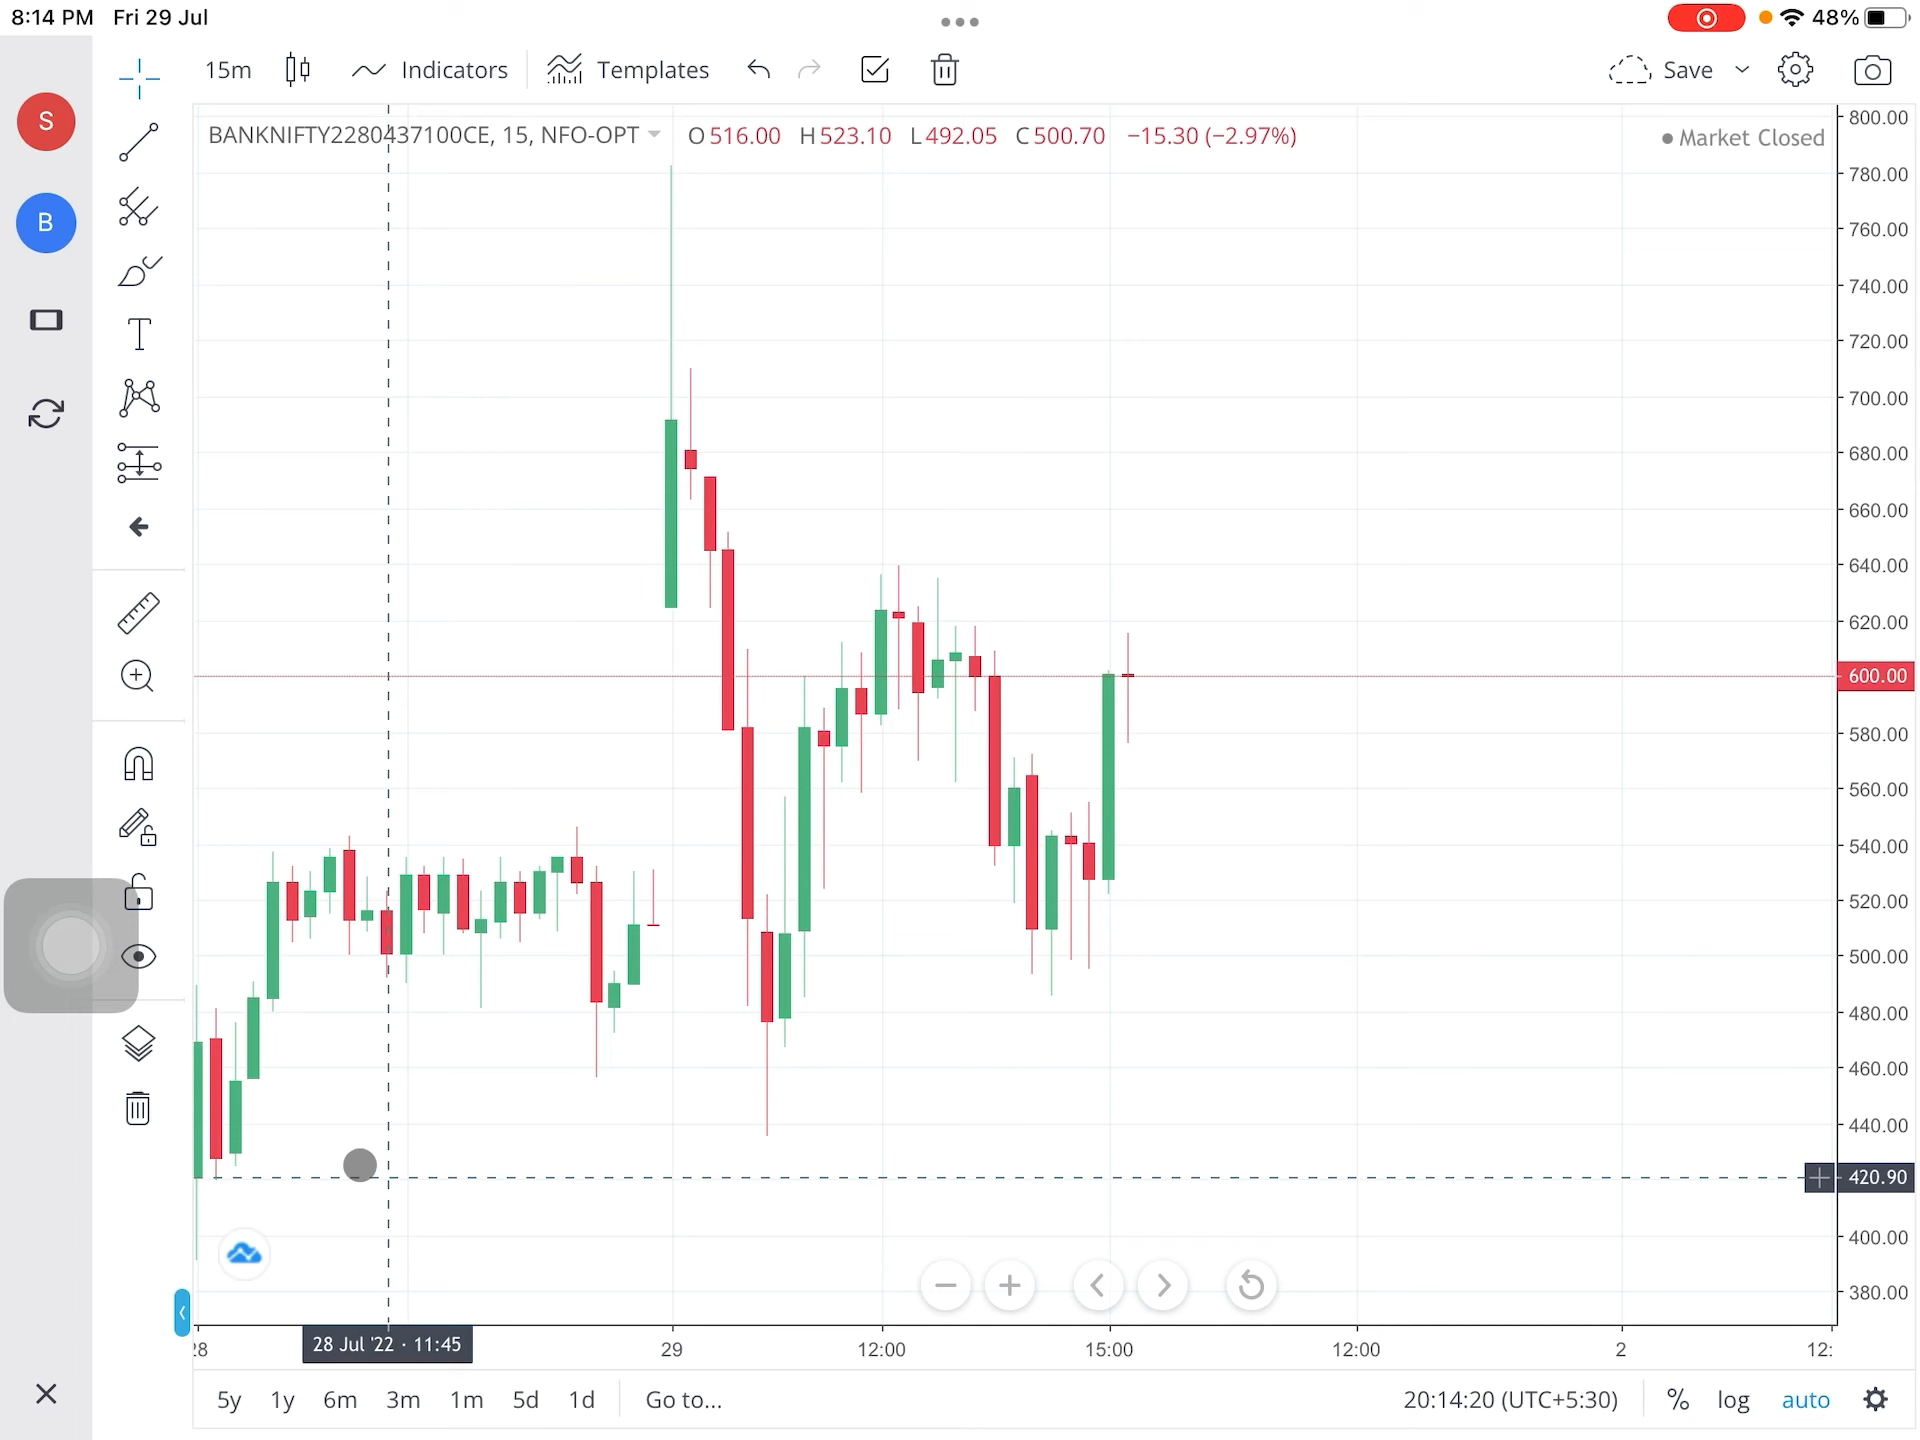 8:14 PM Fri 29 Jul
48%
15m Indicators Templates Save
S
B
T
BANKNIFTY2280437100CE, 15, NFO-OPT O516.00 H523.10 L492.05 C500.70 −15.30 (−2.97%)
Market Closed
800.00
780.00
760.00
740.00
720.00
700.00
680.00
660.00
640.00
620.00
600.00
580.00
560.00
540.00
520.00
500.00
480.00
460.00
440.00
420.90
400.00
380.00
28 Jul '22 · 11:45
29 12:00 15:00 12:00 2 12:
5y 1y 6m 3m 1m 5d 1d Go to... 20:14:20 (UTC+5:30) % log auto